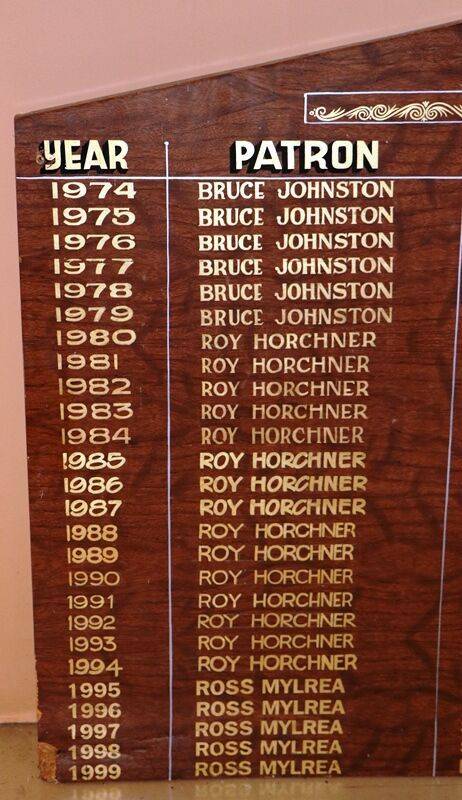 YEAR PATRON
1974 BRUCE JOHNSTON
1975 BRUCE JOHNSTON
1976 BRUCE JOHNSTON
1977 BRUCE JOHNSTON
1978 BRUCE JOHNSTON
1979 BRUCE JOHNSTON
1980 ROY HORCHNER
1981 ROY HORCHNER
1982 ROY HORCHNER
1983 ROY HORCHNER
1984 ROY HORCHNER
1985 ROY HORCHNER
1986 ROY HORCHNER
1987 ROY HORCHNER
1988 ROY HORCHNER
1989 ROY HORCHNER
1990 ROY HORCHNER
1991 ROY HORCHNER
1992 ROY HORCHNER
1993 ROY HORCHNER
1994 ROY HORCHNER
1995 ROSS MYLREA
1996 ROSS MYLREA
1997 ROSS MYLREA
1998 ROSS MYLREA
1999 ROSS MYLREA